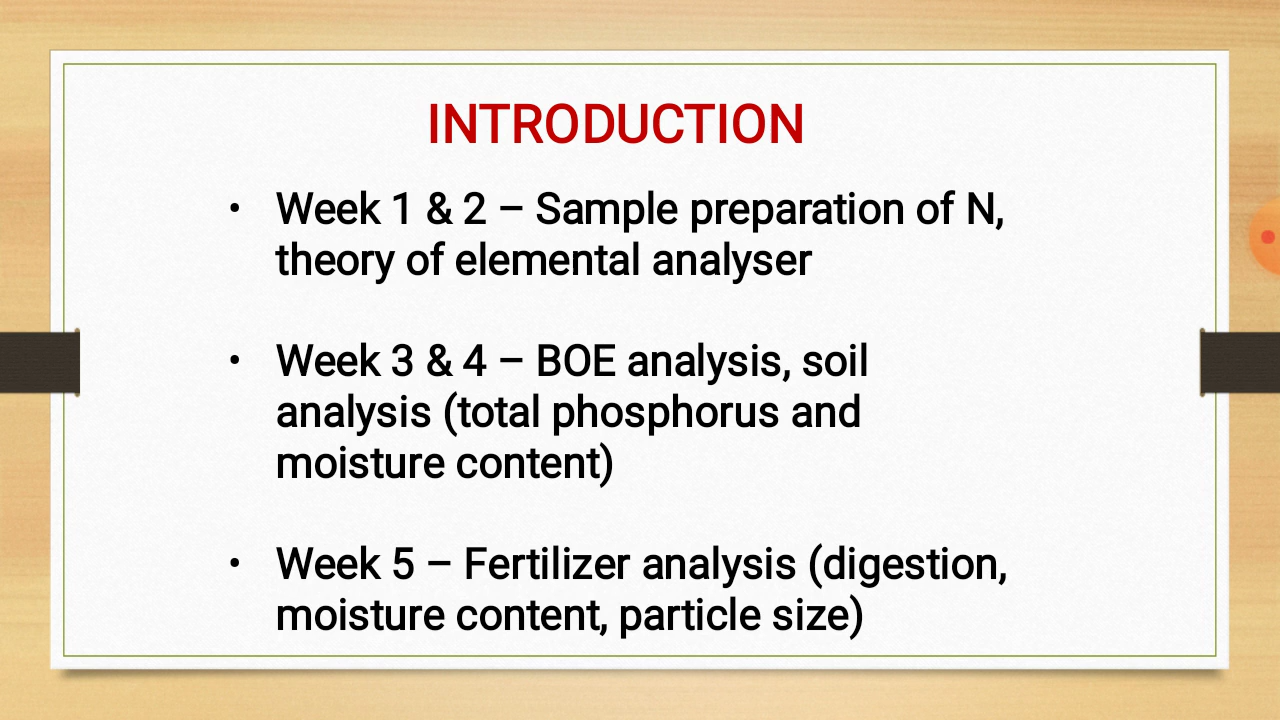 INTRODUCTION
• Week 1 & 2 – Sample preparation of N,
theory of elemental analyser
• Week 3 & 4 – BOE analysis, soil
analysis (total phosphorus and
moisture content)
• Week 5 – Fertilizer analysis (digestion,
moisture content, particle size)